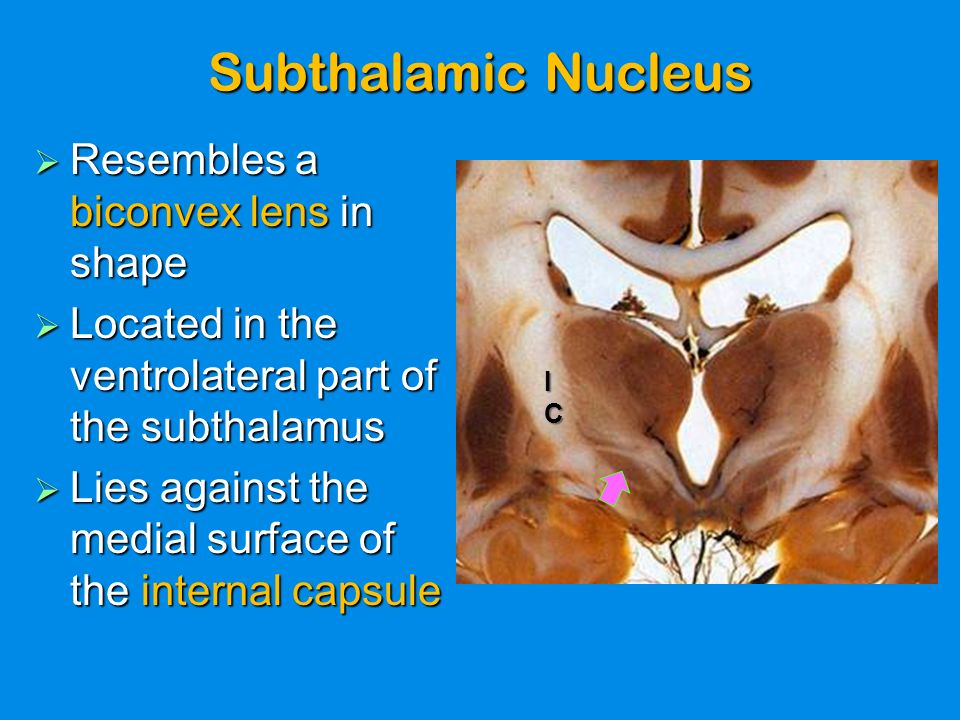 Subthalamic Nucleus
➢ Resembles a
biconvex lens in
shape
➢ Located in the
ventrolateral part of
the subthalamus
➢ Lies against the
medial surface of
the internal capsule
I
C